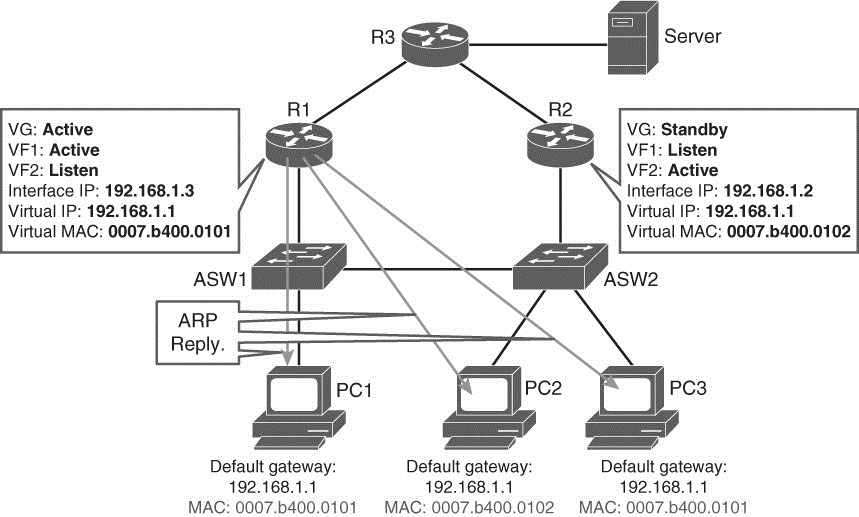 R3
Server
R1
R2
VG: Active
VF1: Active
VF2: Listen
Interface IP: 192.168.1.3
Virtual IP: 192.168.1.1
Virtual MAC: 0007.b400.0101
VG: Standby
VF1: Listen
VF2: Active
Interface IP: 192.168.1.2
Virtual IP: 192.168.1.1
Virtual MAC: 0007.b400.0102
ASW1
ASW2
ARP
Reply.
PC1
PC2
PC3
Default gateway:
192.168.1.1
MAC: 0007.b400.0101
Default gateway:
192.168.1.1
MAC: 0007.b400.0102
Default gateway:
192.168.1.1
MAC: 0007.b400.0101